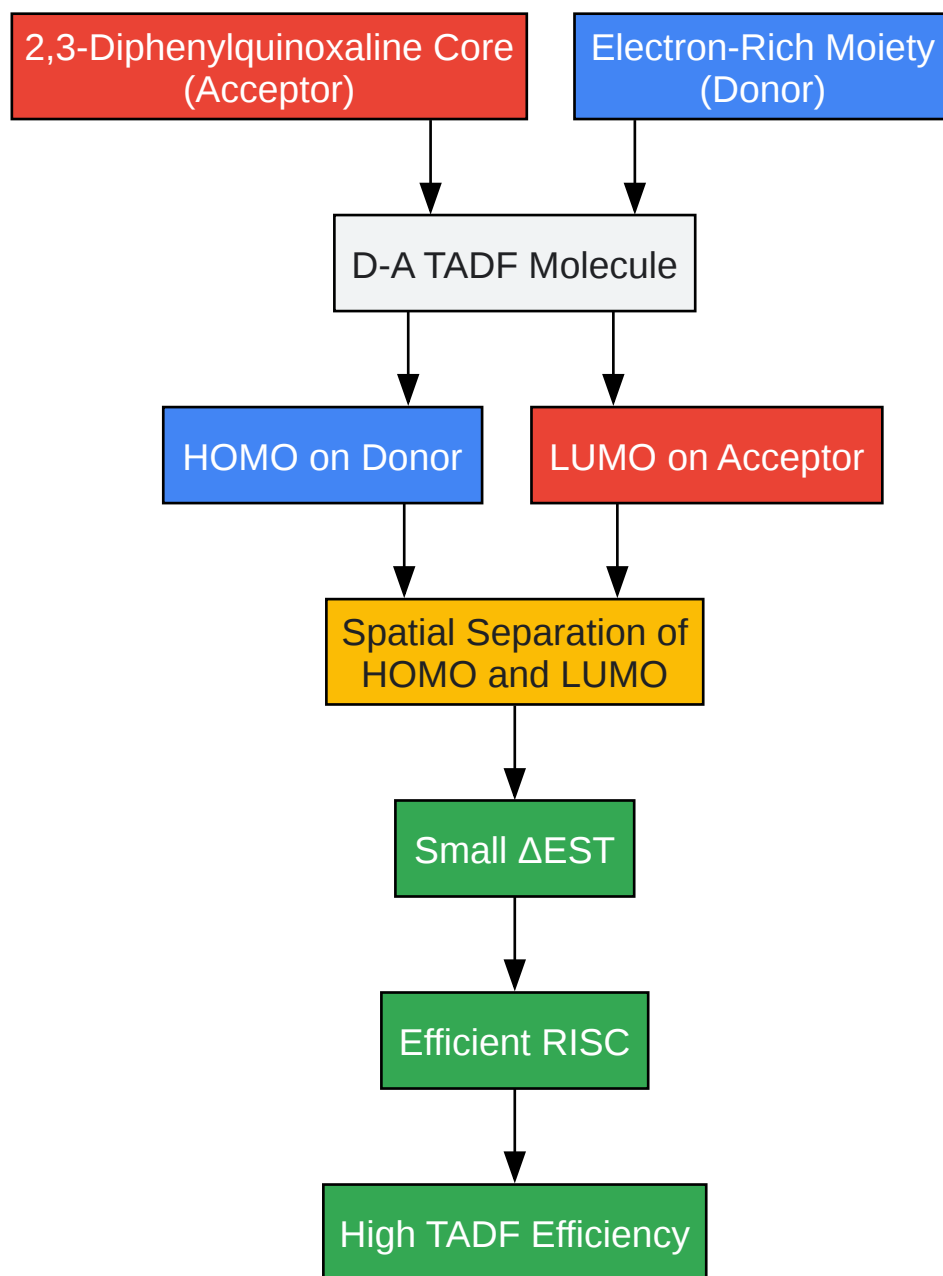 2,3-Diphenylquinoxaline Core
(Acceptor)
Electron-Rich Moiety
(Donor)
D-A TADF Molecule
HOMO on Donor
LUMO on Acceptor
Spatial Separation of
HOMO and LUMO
Small ΔEST
Efficient RISC
High TADF Efficiency